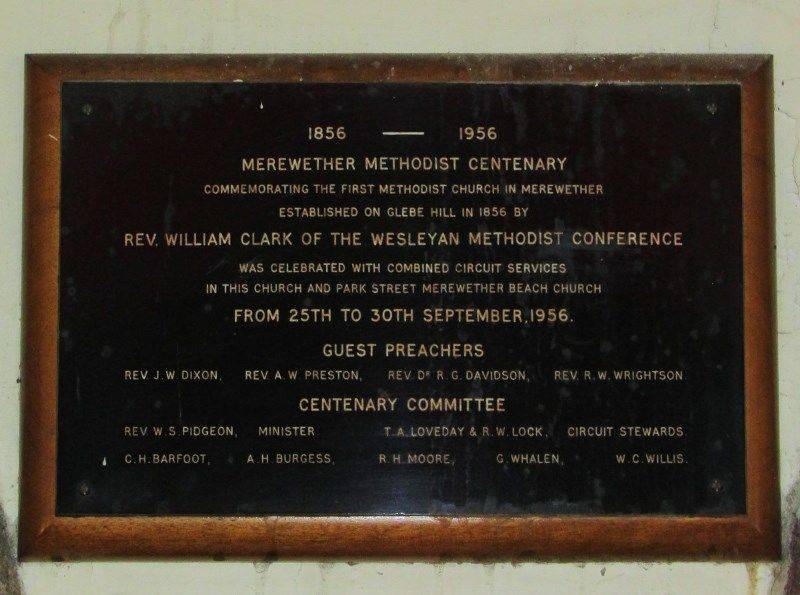 1856 — 1956
MEREWETHER METHODIST CENTENARY
COMMEMORATING THE FIRST METHODIST CHURCH IN MEREWETHER
ESTABLISHED ON GLEBE HILL IN 1856 BY
REV. WILLIAM CLARK OF THE WESLEYAN METHODIST CONFERENCE
WAS CELEBRATED WITH COMBINED CIRCUIT SERVICES
IN THIS CHURCH AND PARK STREET MEREWETHER BEACH CHURCH
FROM 25TH TO 30TH SEPTEMBER, 1956.
GUEST PREACHERS
REV. J. W. DIXON, REV. A. W. PRESTON, REV. DR R. G. DAVIDSON, REV. R. W. WRIGHTSON
CENTENARY COMMITTEE
REV. W. S. PIDGEON, MINISTER T. A. LOVEDAY & R. W. LOCK, CIRCUIT STEWARDS
C. H. BARFOOT, A. H. BURGESS, R. H. MOORE, G. WHALEN, W. C. WILLIS.